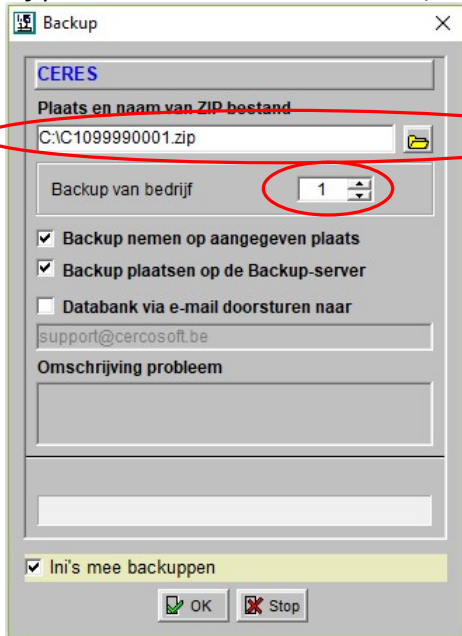 Backup
CERES
Plaats en naam van ZIP bestand
C:\C1099990001.zip
Backup van bedrijf 1
Backup nemen op aangegeven plaats
Backup plaatsen op de Backup-server
Databank via e-mail doorsturen naar
support@cercosoft.be
Omschrijving probleem
Ini's mee backuppen
OK Stop